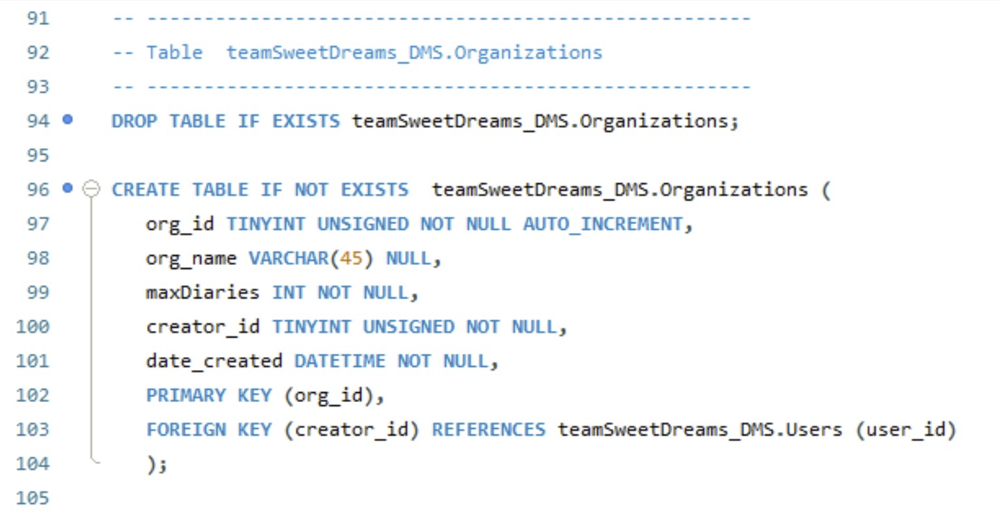 91 -- ------------------------------------------------------
92 -- Table  teamSweetDreams_DMS.Organizations
93 -- ------------------------------------------------------
94 DROP TABLE IF EXISTS teamSweetDreams_DMS.Organizations;
95
96 CREATE TABLE IF NOT EXISTS  teamSweetDreams_DMS.Organizations (
97 org_id TINYINT UNSIGNED NOT NULL AUTO_INCREMENT,
98 org_name VARCHAR(45) NULL,
99 maxDiaries INT NOT NULL,
100 creator_id TINYINT UNSIGNED NOT NULL,
101 date_created DATETIME NOT NULL,
102 PRIMARY KEY (org_id),
103 FOREIGN KEY (creator_id) REFERENCES teamSweetDreams_DMS.Users (user_id)
104 );
105